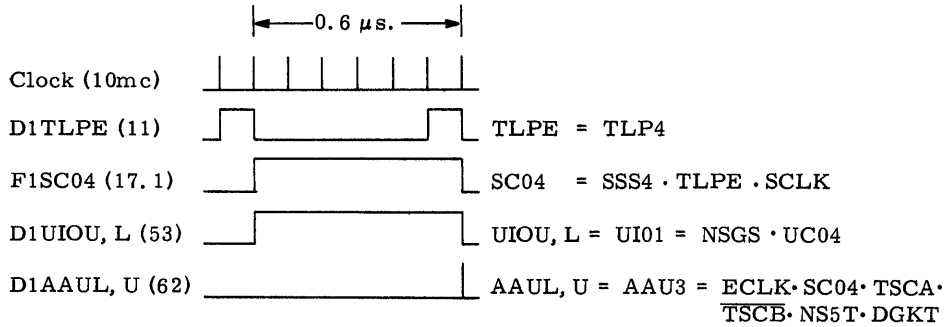 0.6 μs.
Clock (10mc)
D1TLPE (11) TLPE = TLP4
F1SC04 (17.1) SC04 = SSS4 · TLPE · SCLK
D1UIOU, L (53) UIOU, L = UI01 = NSGS · UC04
D1AAUL, U (62) AAUL, U = AAU3 = ECLK· SC04· TSCA·
T̅S̅C̅B̅· NS5T· DGKT